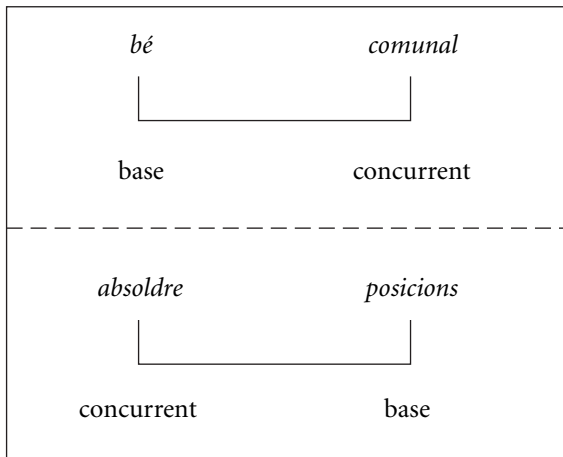 bé comunal
base concurrent
absoldre posicions
concurrent base